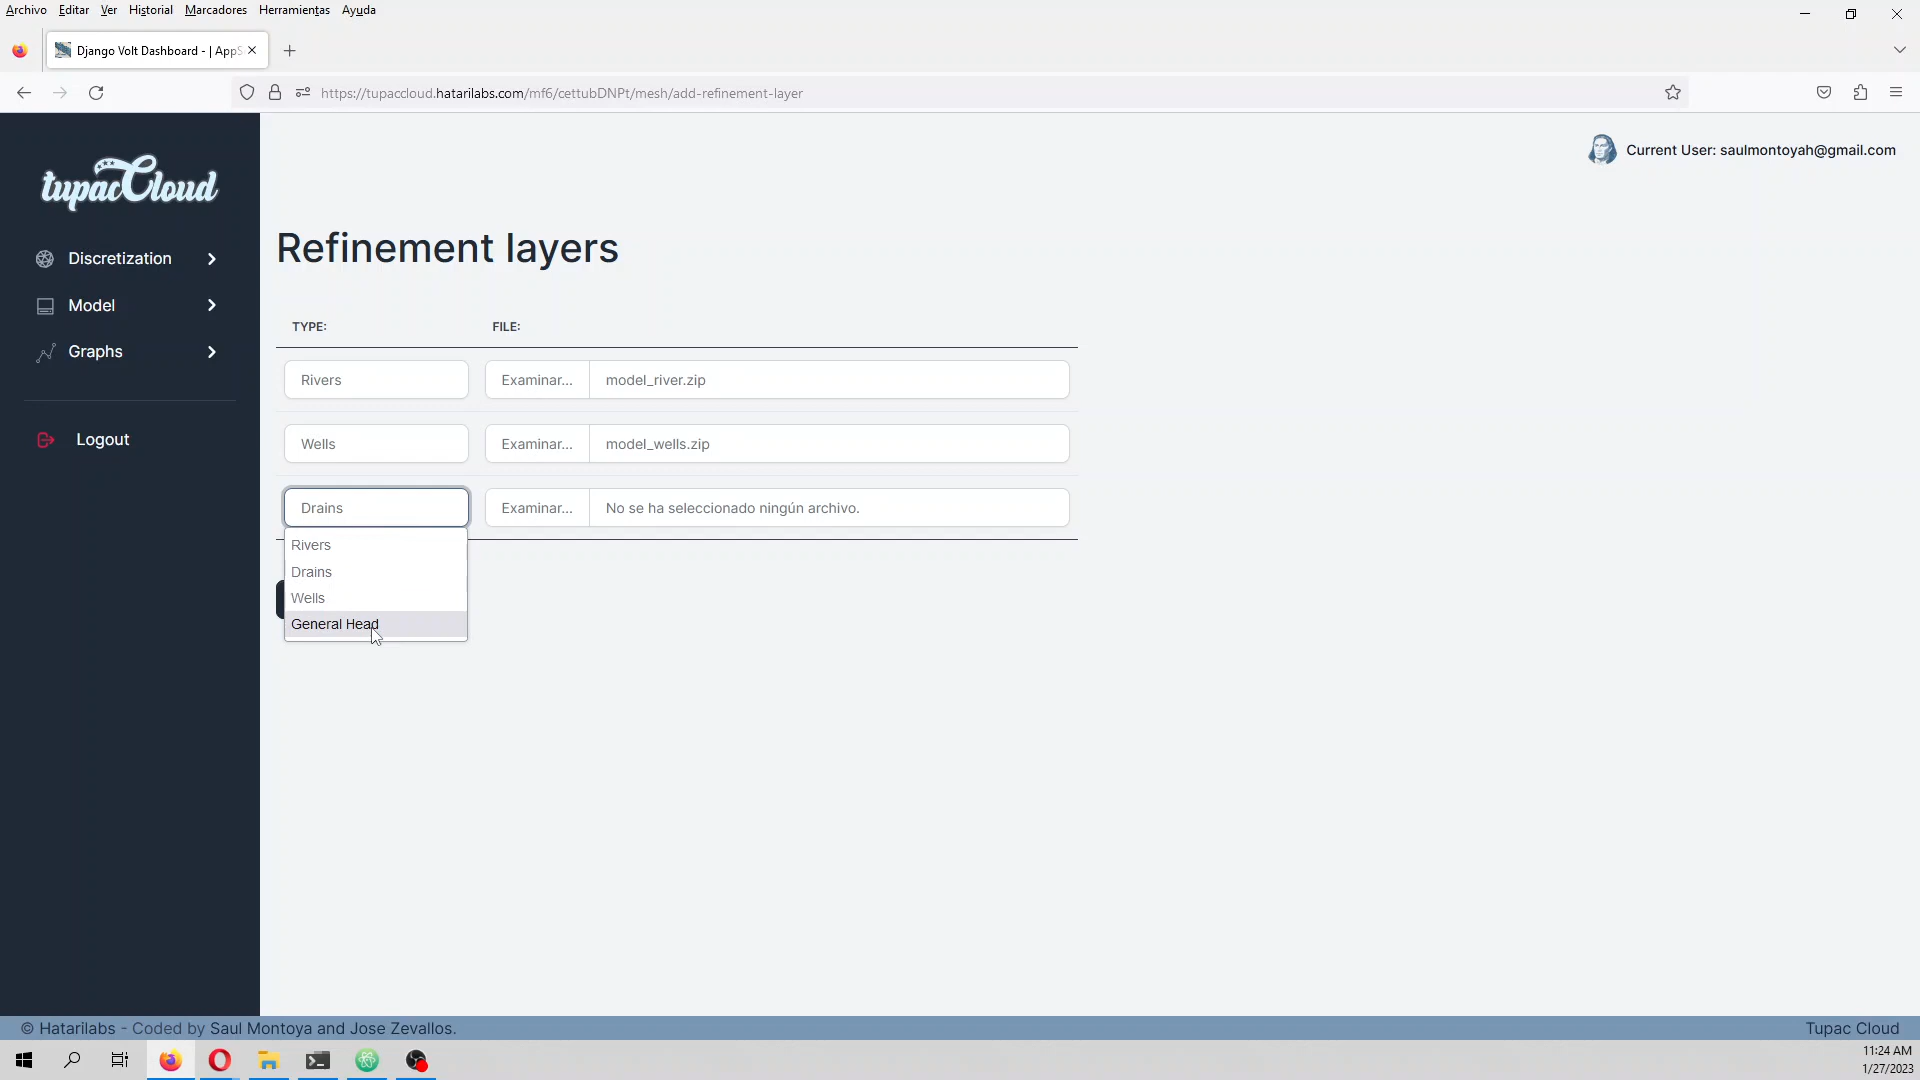 Archivo Editar Ver Historial Marcadores Herramientas Ayuda
Django Volt Dashboard - | AppS
https://tupaccloud.hatarilabs.com/mf6/cettubDNPt/mesh/add-refinement-layer
tupacCloud
Current User: saulmontoyah@gmail.com
Discretization
Model
Graphs
Logout
Refinement layers
TYPE: FILE:
Rivers Examinar... model_river.zip
Wells Examinar... model_wells.zip
Drains Examinar... No se ha seleccionado ningún archivo.
Rivers
Drains
Wells
General Head
© Hatarilabs - Coded by Saul Montoya and Jose Zevallos. Tupac Cloud
11:24 AM
1/27/2023